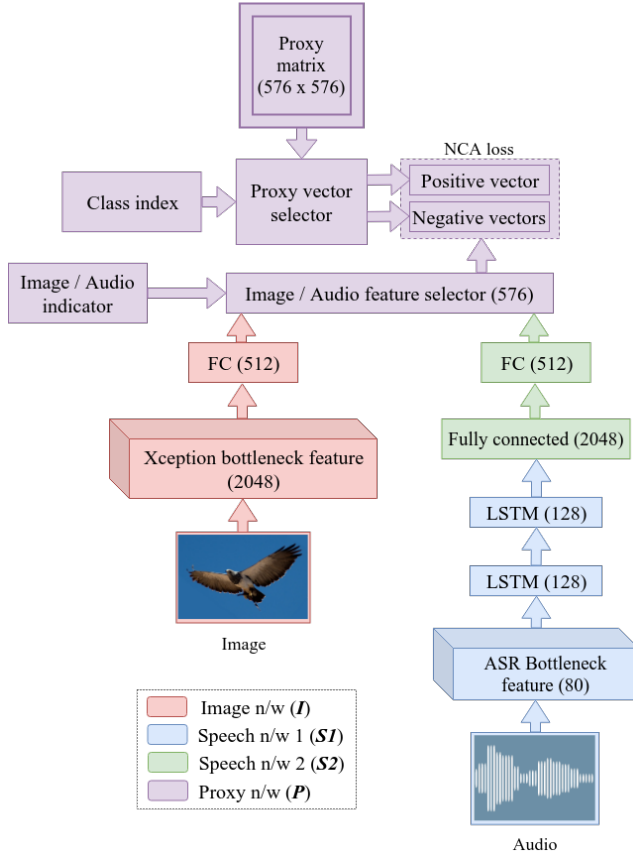 Proxy
matrix
(576 x 576)
NCA loss
Class index
Proxy vector
selector
Positive vector
Negative vectors
Image / Audio
indicator
Image / Audio feature selector (576)
FC (512)
FC (512)
Xception bottleneck feature
(2048)
Fully connected (2048)
LSTM (128)
LSTM (128)
Image
ASR Bottleneck
feature (80)
Image n/w (I)
Speech n/w 1 (S1)
Speech n/w 2 (S2)
Proxy n/w (P)
Audio